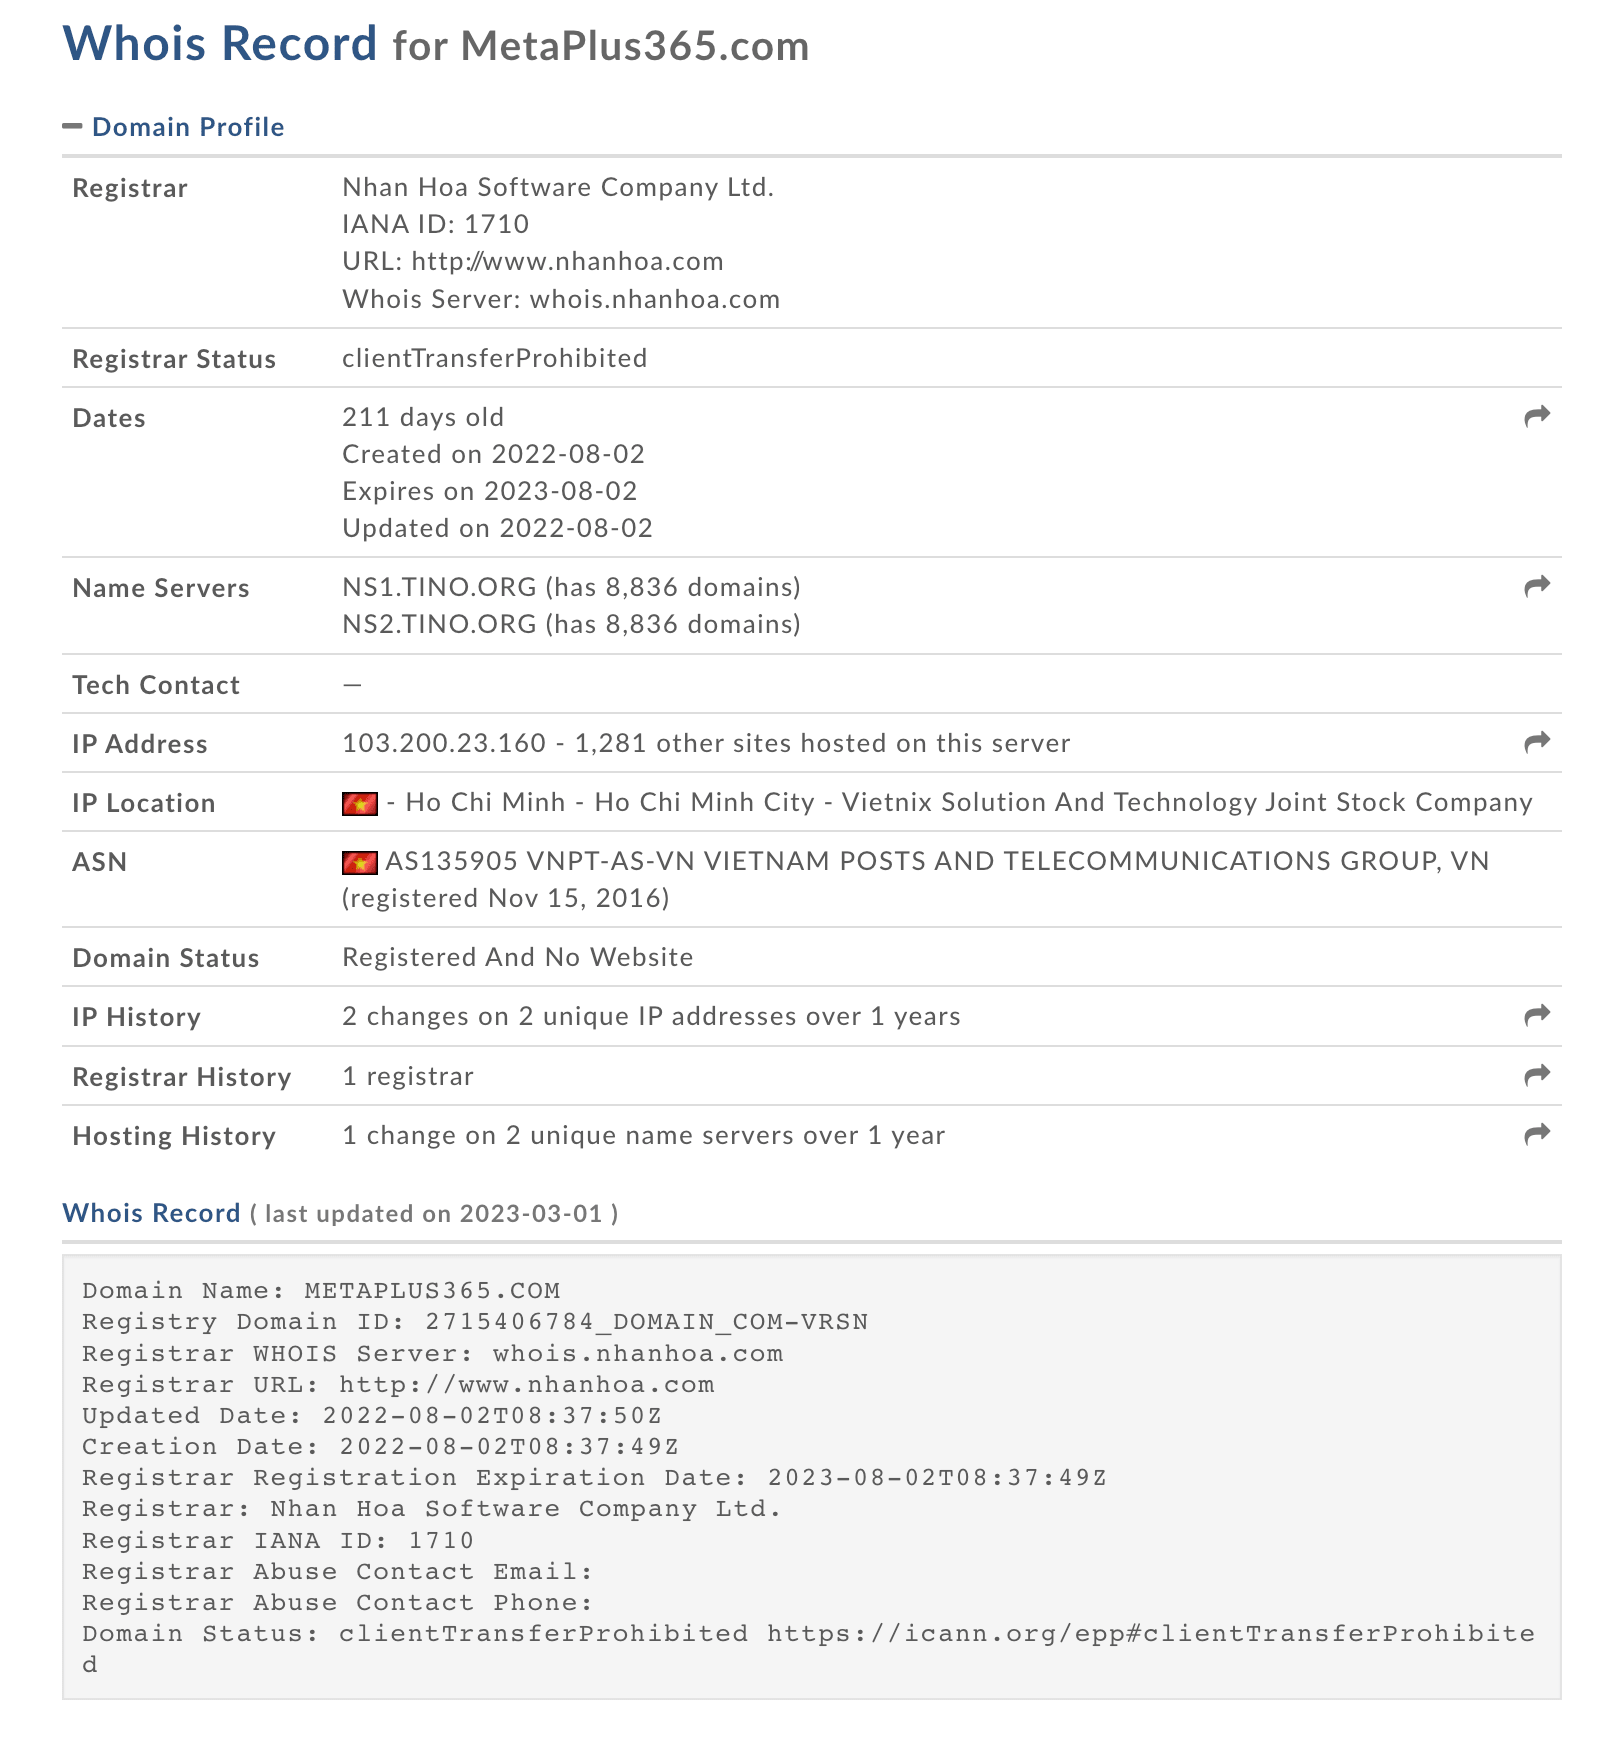 Whois Record for MetaPlus365.com
Domain Profile
Registrar
Nhan Hoa Software Company Ltd.
IANA ID: 1710
URL: http://www.nhanhoa.com
Whois Server: whois.nhanhoa.com
Registrar Status
clientTransferProhibited
Dates
211 days old
Created on 2022-08-02
Expires on 2023-08-02
Updated on 2022-08-02
Name Servers
NS1.TINO.ORG (has 8,836 domains)
NS2.TINO.ORG (has 8,836 domains)
Tech Contact
—
IP Address
103.200.23.160 - 1,281 other sites hosted on this server
IP Location
- Ho Chi Minh - Ho Chi Minh City - Vietnix Solution And Technology Joint Stock Company
ASN
AS135905 VNPT-AS-VN VIETNAM POSTS AND TELECOMMUNICATIONS GROUP, VN
(registered Nov 15, 2016)
Domain Status
Registered And No Website
IP History
2 changes on 2 unique IP addresses over 1 years
Registrar History
1 registrar
Hosting History
1 change on 2 unique name servers over 1 year
Whois Record ( last updated on 2023-03-01 )
Domain Name: METAPLUS365.COM
Registry Domain ID: 2715406784_DOMAIN_COM-VRSN
Registrar WHOIS Server: whois.nhanhoa.com
Registrar URL: http://www.nhanhoa.com
Updated Date: 2022-08-02T08:37:50Z
Creation Date: 2022-08-02T08:37:49Z
Registrar Registration Expiration Date: 2023-08-02T08:37:49Z
Registrar: Nhan Hoa Software Company Ltd.
Registrar IANA ID: 1710
Registrar Abuse Contact Email:
Registrar Abuse Contact Phone:
Domain Status: clientTransferProhibited https://icann.org/epp#clientTransferProhibite
d